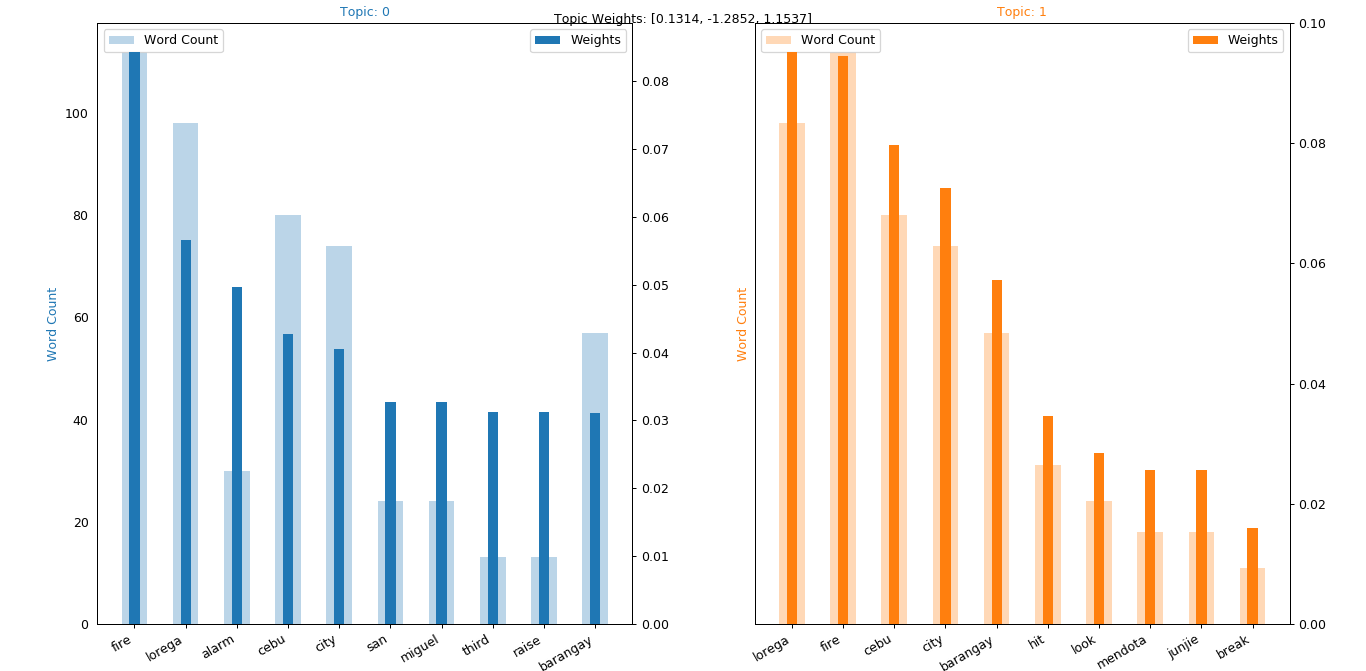 Topic: 0
Topic Weights: [0.1314, -1.2852, 1.1537]
Topic: 1
Word Count
Weights
Word Count
Weights
Word Count
0
20
40
60
80
100
0.00
0.01
0.02
0.03
0.04
0.05
0.06
0.07
0.08
fire
lorega
alarm
cebu
city
san
miguel
third
raise
barangay
Word Count
0.00
0.02
0.04
0.06
0.08
0.10
lorega
fire
cebu
city
barangay
hit
look
mendota
junjie
break